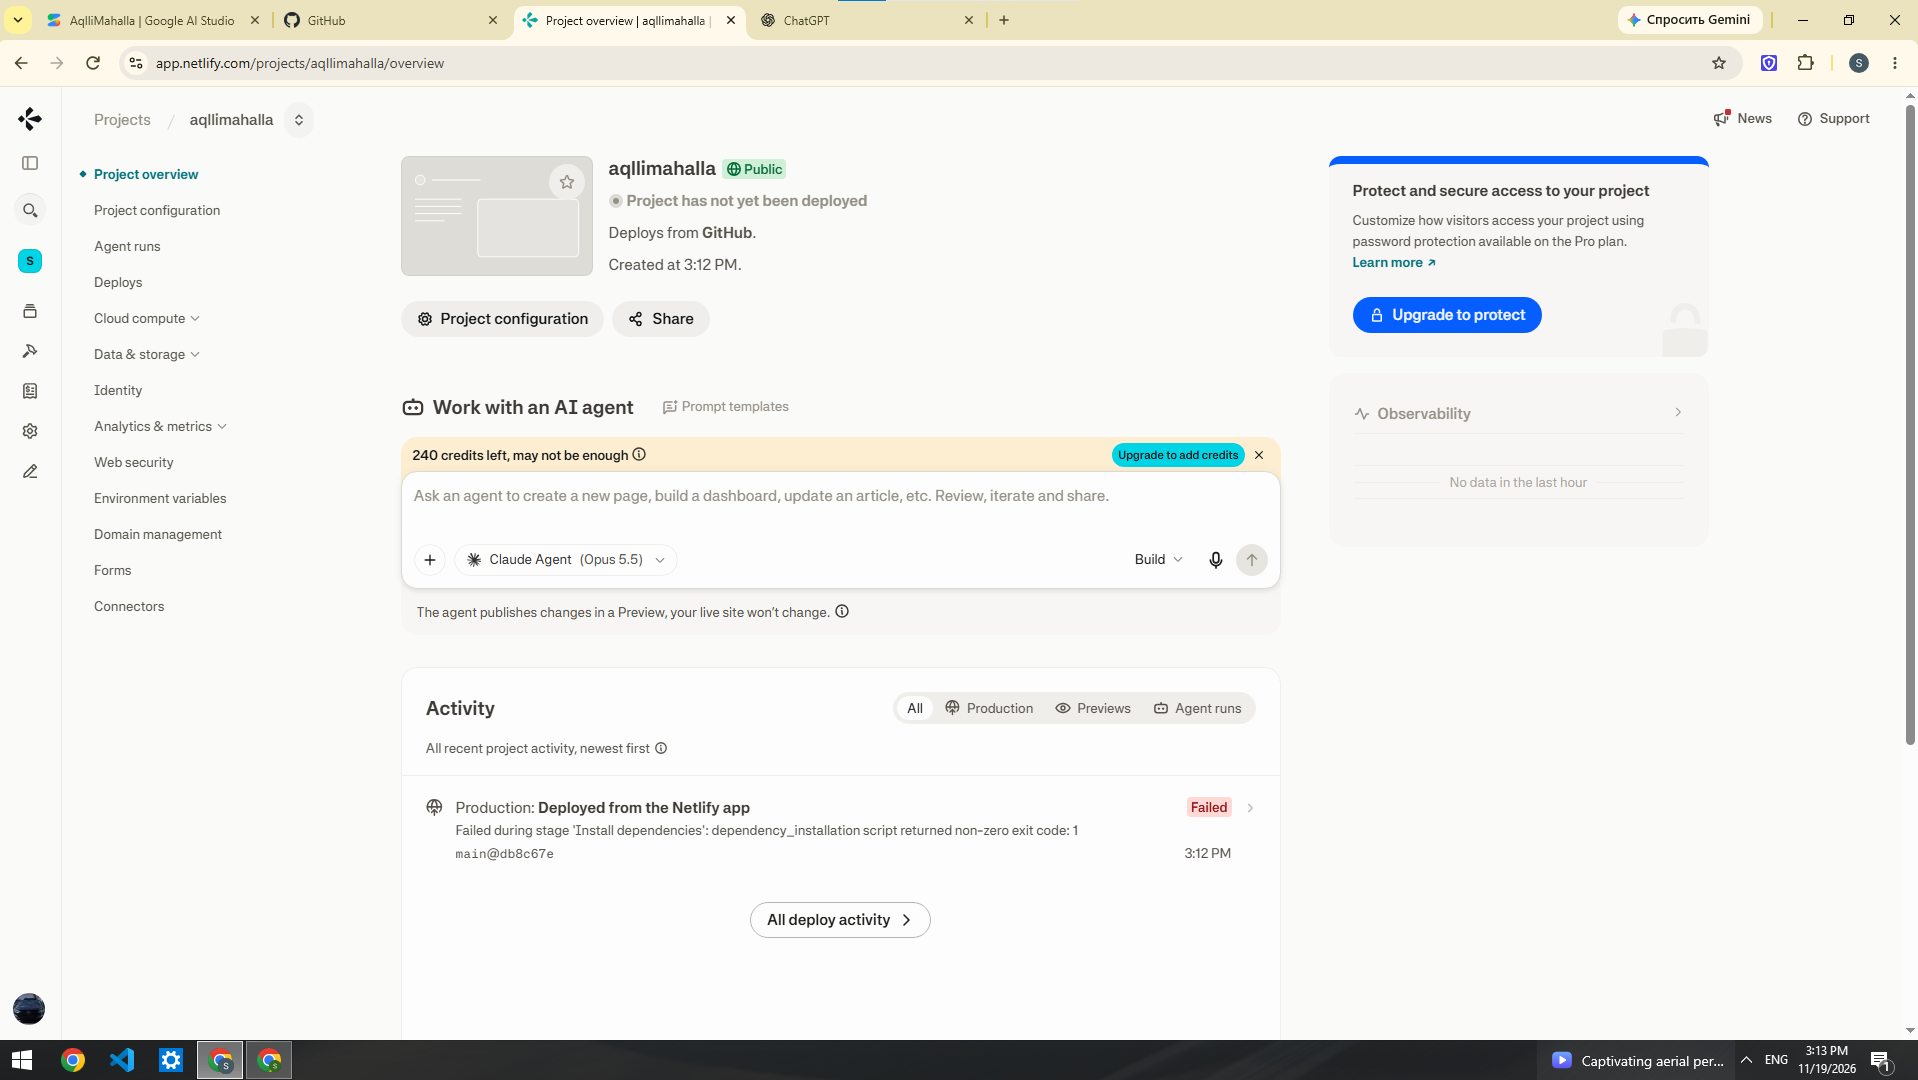 AqlliMahalla | Google AI Studio
GitHub
Project overview | aqllimahalla |
ChatGPT
Спросить Gemini
app.netlify.com/projects/aqllimahalla/overview
S
Projects / aqllimahalla
News
Support
S
Project overview
Project configuration
Agent runs
Deploys
Cloud compute
Data & storage
Identity
Analytics & metrics
Web security
Environment variables
Domain management
Forms
Connectors
aqllimahalla Public
Project has not yet been deployed
Deploys from GitHub.
Created at 3:12 PM.
Project configuration
Share
Protect and secure access to your project
Customize how visitors access your project using
password protection available on the Pro plan.
Learn more
Upgrade to protect
Observability
No data in the last hour
Work with an AI agent
Prompt templates
240 credits left, may not be enough
Upgrade to add credits
Ask an agent to create a new page, build a dashboard, update an article, etc. Review, iterate and share.
Claude Agent (Opus 5.5)
Build
The agent publishes changes in a Preview, your live site won't change.
Activity
All
Production
Previews
Agent runs
All recent project activity, newest first
Production: Deployed from the Netlify app
Failed
Failed during stage 'Install dependencies': dependency_installation script returned non-zero exit code: 1
main@db8c67e
3:12 PM
All deploy activity
Captivating aerial per...
ENG
3:13 PM
11/19/2026
1